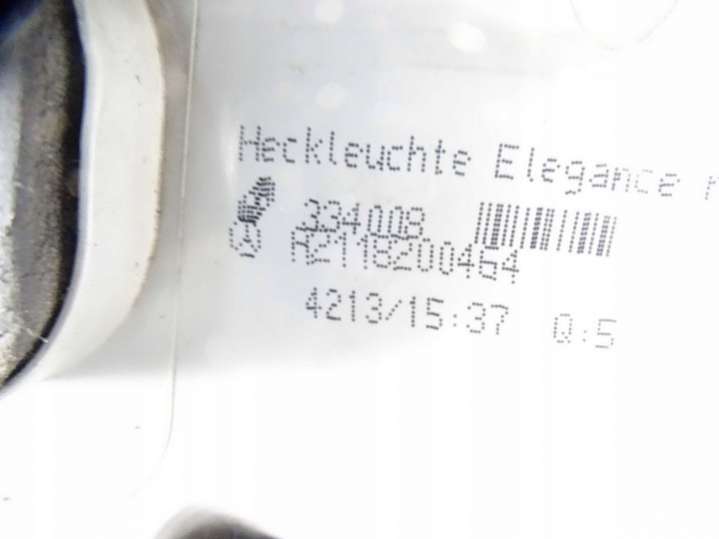 Heckleuchte Elegance r
334008
A2118200464
4213/15:37 Q:5